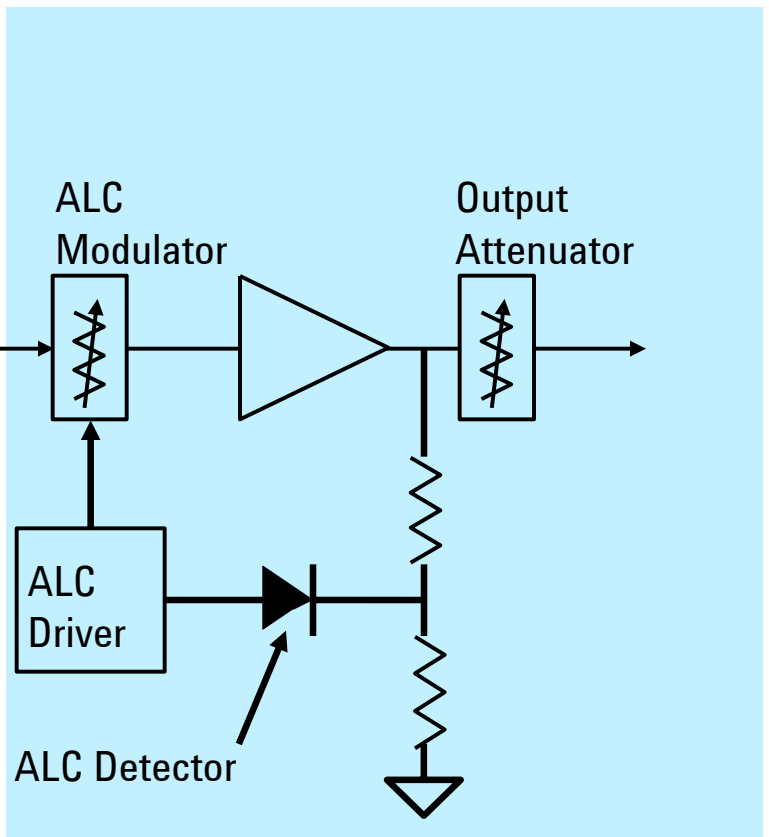 ALC
Modulator
Output
Attenuator
ALC
Driver
ALC Detector